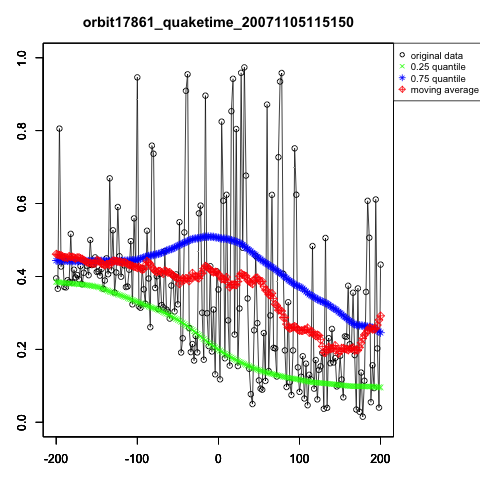 orbit17861_quaketime_20071105115150
original data
0.25 quantile
0.75 quantile
moving average
1.0
0.8
0.6
0.4
0.2
0.0
-200
-100
0
100
200